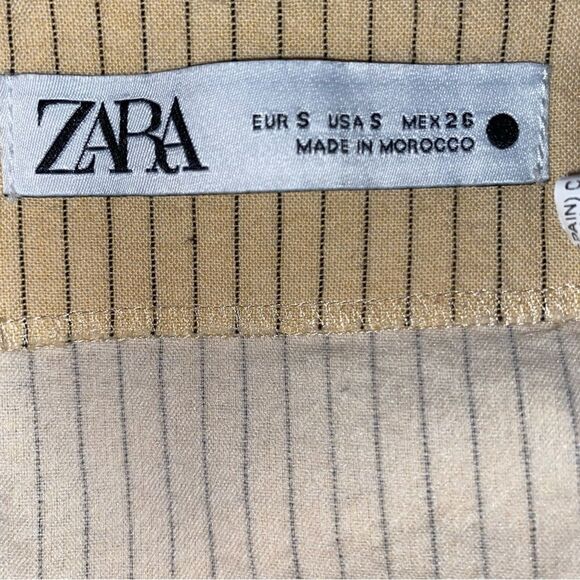 ZARA
EUR S USA S MEX 26
MADE IN MOROCCO